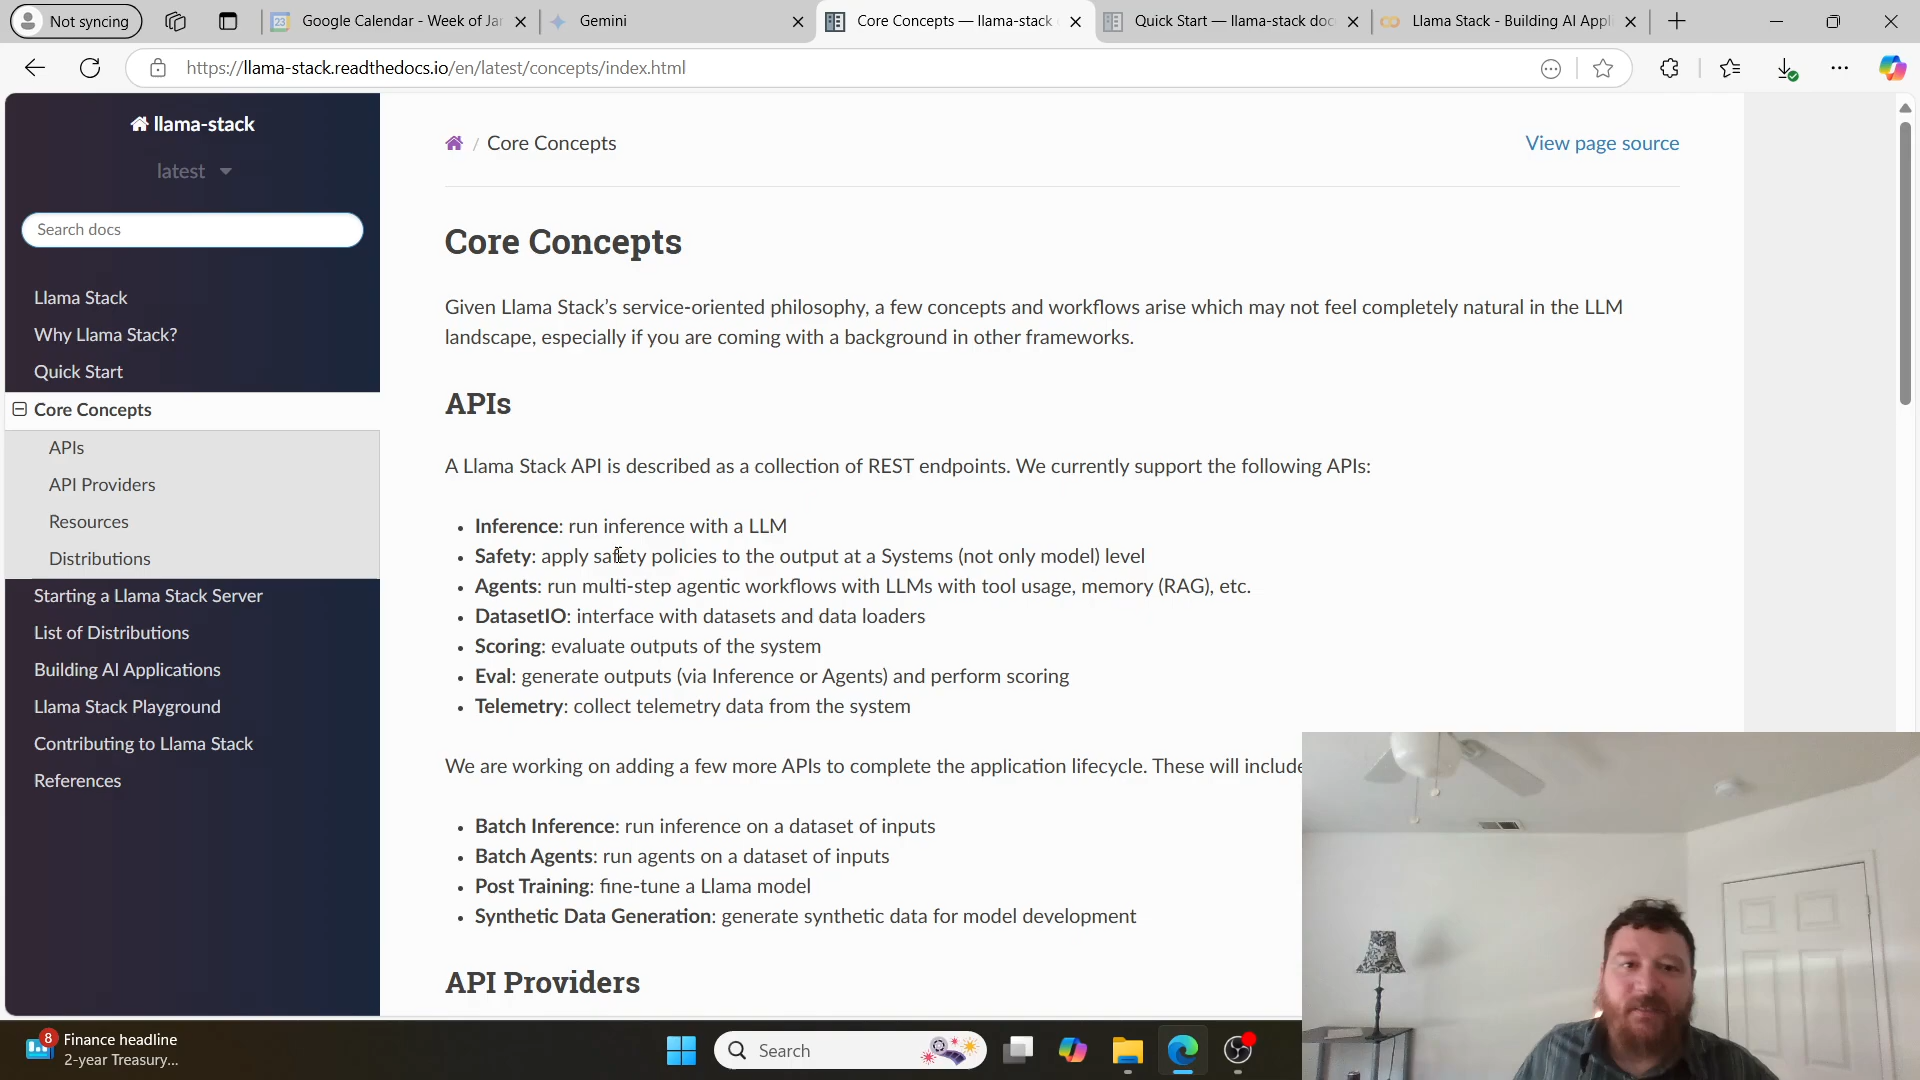 Not syncing
Google Calendar - Week of Jan
Gemini
Core Concepts — llama-stack
Quick Start — llama-stack doc
Llama Stack - Building AI Appl
https://llama-stack.readthedocs.io/en/latest/concepts/index.html
llama-stack
latest
Search docs
Llama Stack
Why Llama Stack?
Quick Start
Core Concepts
APIs
API Providers
Resources
Distributions
Starting a Llama Stack Server
List of Distributions
Building AI Applications
Llama Stack Playground
Contributing to Llama Stack
References
/ Core Concepts
View page source
Core Concepts
Given Llama Stack’s service-oriented philosophy, a few concepts and workflows arise which may not feel completely natural in the LLM
landscape, especially if you are coming with a background in other frameworks.
APIs
A Llama Stack API is described as a collection of REST endpoints. We currently support the following APIs:
• Inference: run inference with a LLM
• Safety: apply safety policies to the output at a Systems (not only model) level
• Agents: run multi-step agentic workflows with LLMs with tool usage, memory (RAG), etc.
• DatasetIO: interface with datasets and data loaders
• Scoring: evaluate outputs of the system
• Eval: generate outputs (via Inference or Agents) and perform scoring
• Telemetry: collect telemetry data from the system
We are working on adding a few more APIs to complete the application lifecycle. These will include
• Batch Inference: run inference on a dataset of inputs
• Batch Agents: run agents on a dataset of inputs
• Post Training: fine-tune a Llama model
• Synthetic Data Generation: generate synthetic data for model development
API Providers
8
Finance headline
2-year Treasury...
Search